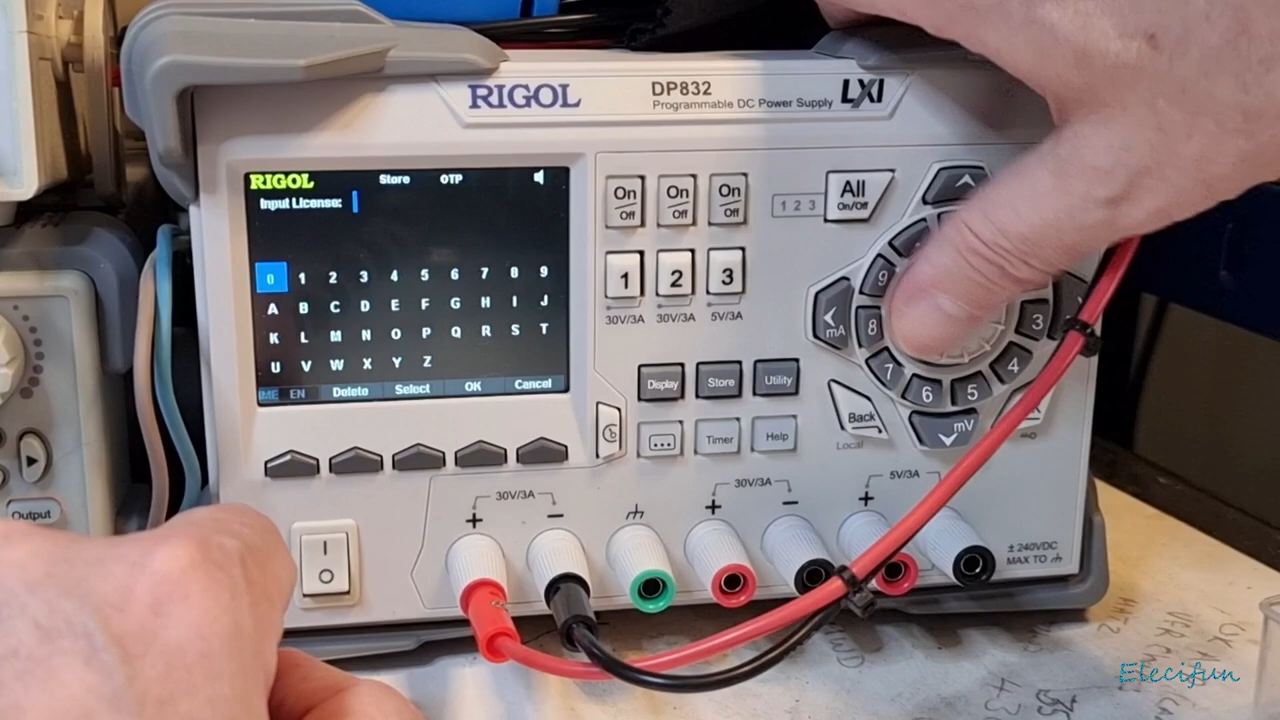 RIGOL
DP832
Programmable DC Power Supply
LXI
RIGOL Store OTP
Input License:
0 1 2 3 4 5 6 7 8 9
A B C D E F G H I J
K L M N O P Q R S T
U V W X Y Z
IME EN Delete Select OK Cancel
On On On
Off Off Off
1 2 3
All
On/Off
1 2 3
30V/3A 30V/3A 5V/3A
9
8
mA
7
6
5
4
3
mV
Display Store Utility
Timer Help
Back
Local
Output
30V/3A
+ −
30V/3A
+ −
5V/3A
+ −
± 240VDC
MAX TO
Elecifun